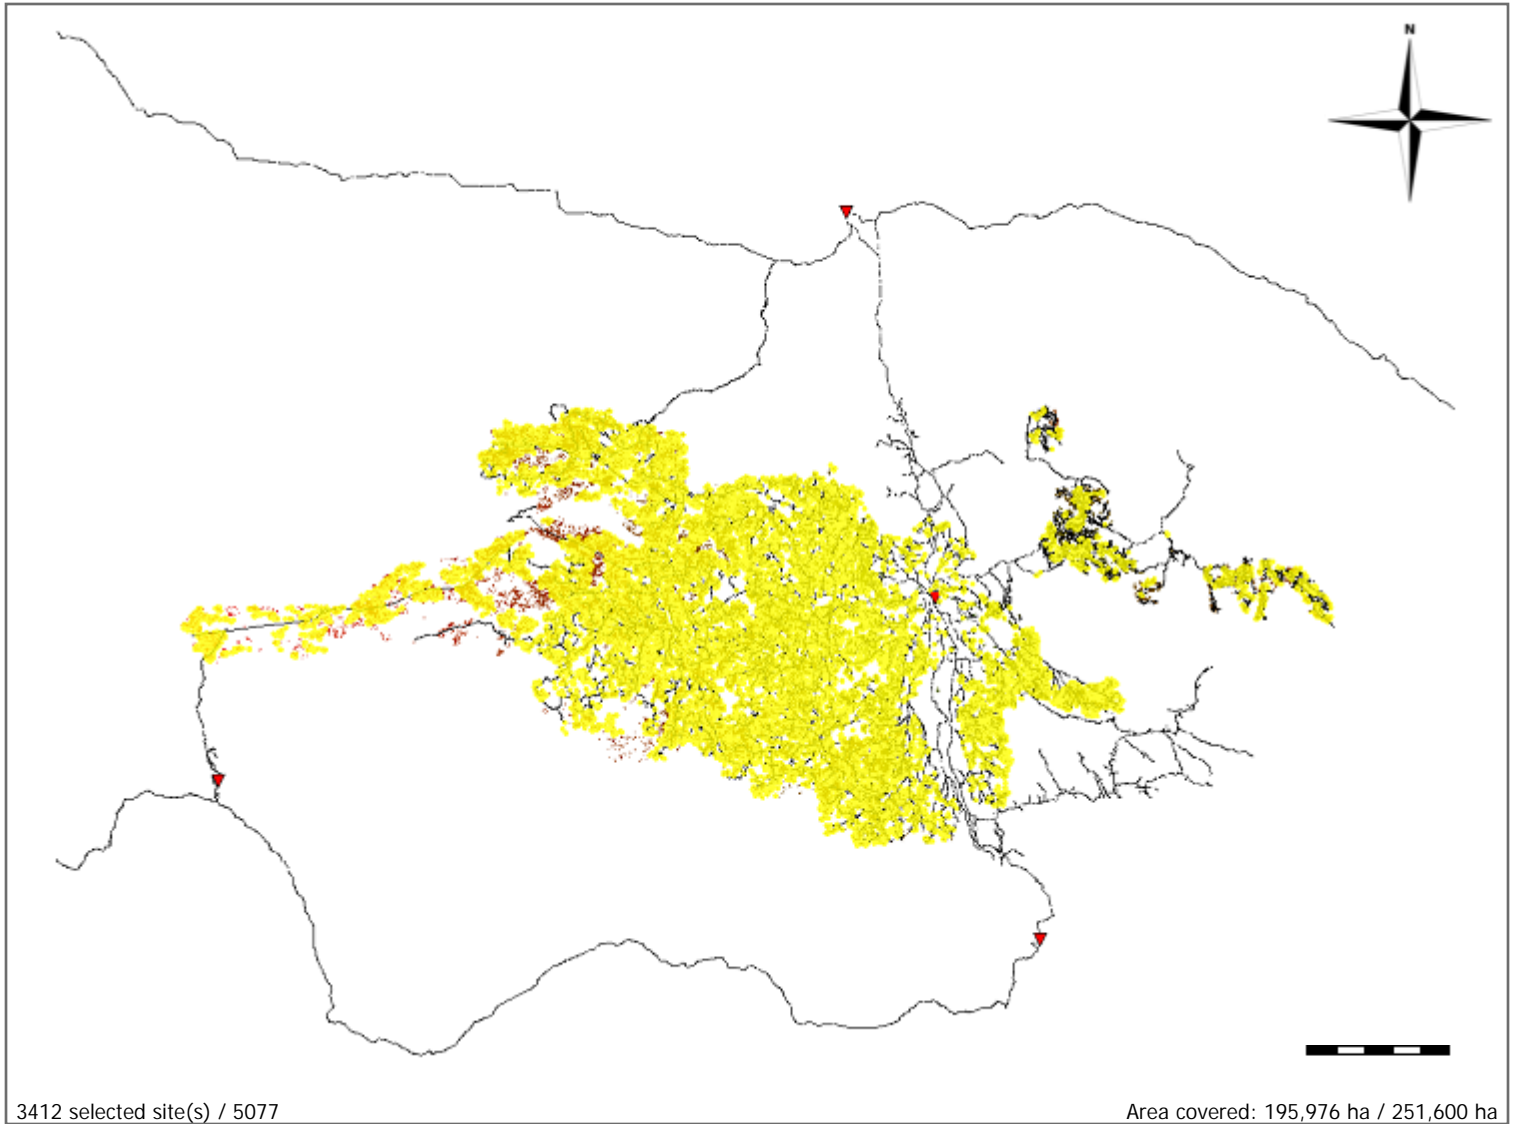 N
3412 selected site(s) / 5077
Area covered: 195,976 ha / 251,600 ha